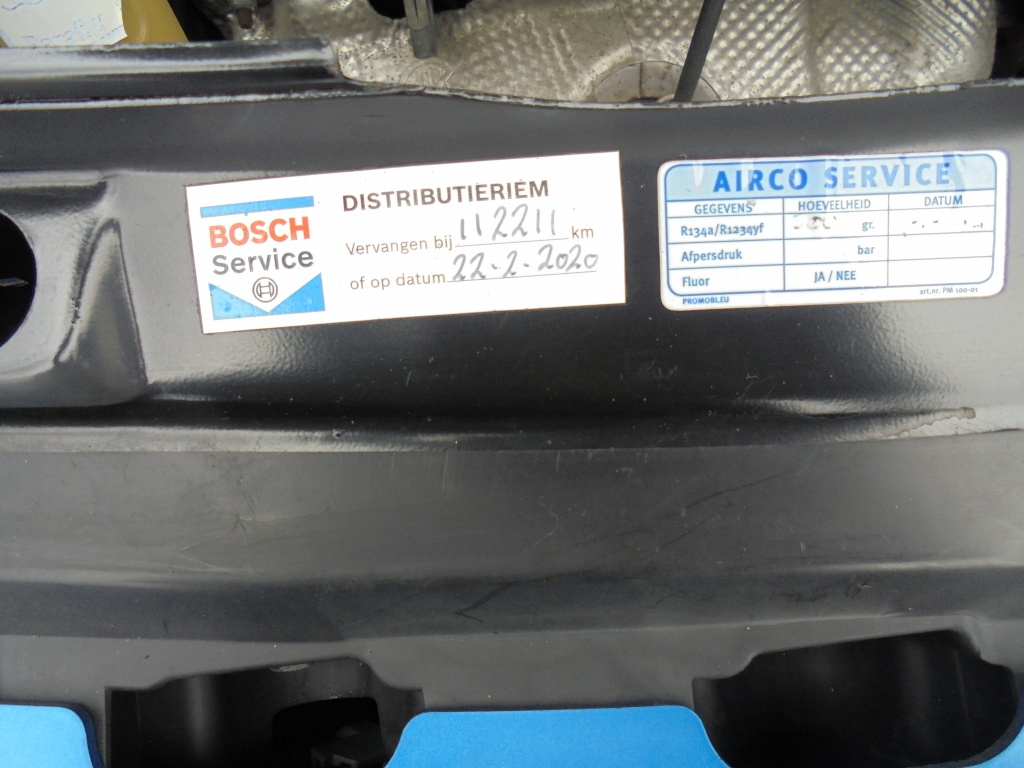 BOSCH
Service
DISTRIBUTIERIEM
Vervangen bij 112211 km
of op datum 22-2-2020
AIRCO SERVICE
GEGEVENS HOEVEELHEID DATUM
R134a/R1234yf gr.
Afpersdruk bar
Fluor JA / NEE
PROMOBI.EU art.nr. PM 100-01